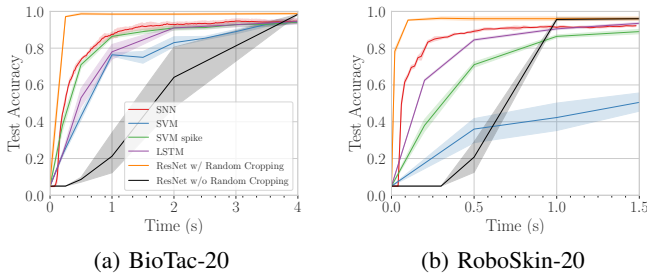 1.0
0.8
0.6
0.4
0.2
0.0
Test Accuracy
SNN
SVM
SVM spike
LSTM
ResNet w/ Random Cropping
ResNet w/o Random Cropping
0 1 2 3 4
Time (s)
(a) BioTac-20
1.0
0.8
0.6
0.4
0.2
0.0
Test Accuracy
0.0 0.5 1.0 1.5
Time (s)
(b) RoboSkin-20